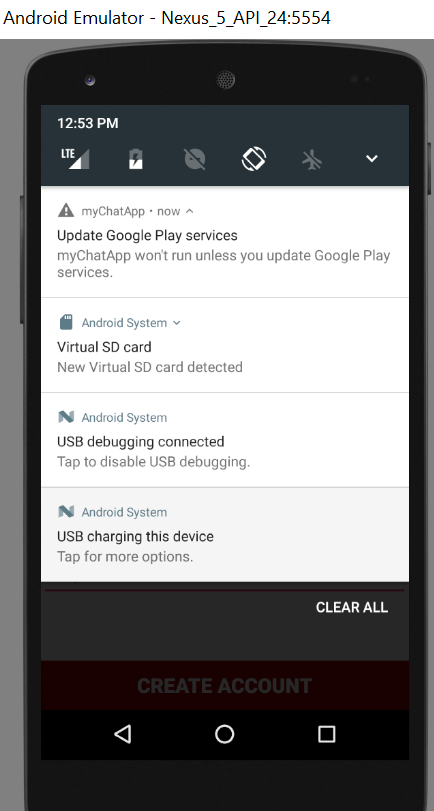 Android Emulator - Nexus_5_API_24:5554
12:53 PM
LTE
myChatApp • now
Update Google Play services
myChatApp won't run unless you update Google Play
services.
Android System
Virtual SD card
New Virtual SD card detected
Android System
USB debugging connected
Tap to disable USB debugging.
Android System
USB charging this device
Tap for more options.
CLEAR ALL
CREATE ACCOUNT